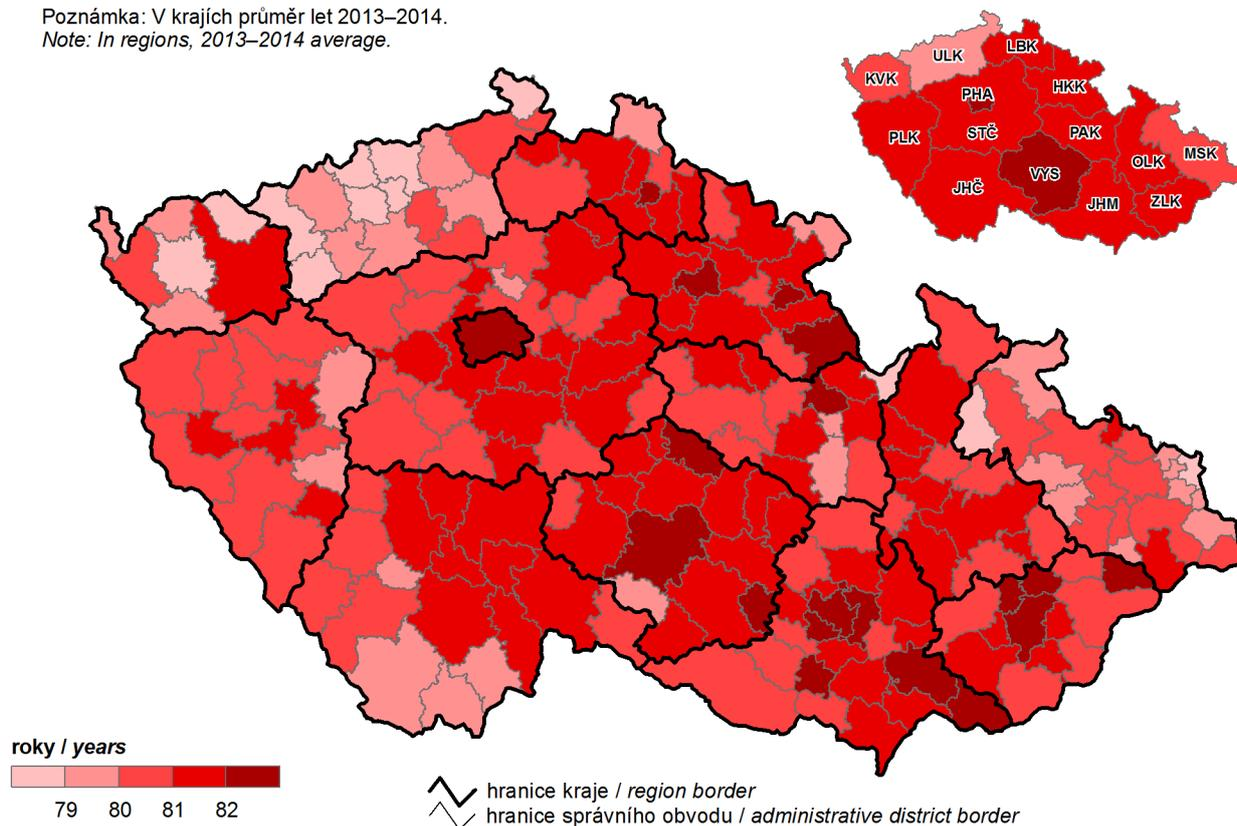 Poznámka: V krajích průměr let 2013–2014.
Note: In regions, 2013–2014 average.
LBK
ULK
KVK
HKK
PHA
PLK
STČ
PAK
MSK
OLK
VYS
JHČ
JHM
ZLK
roky / years
79 80 81 82
hranice kraje / region border
hranice správního obvodu / administrative district border